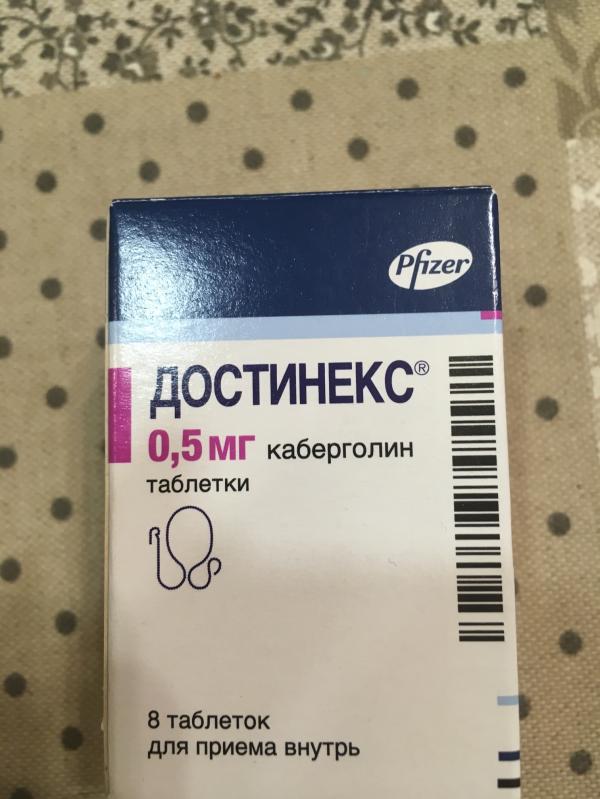 Pfizer
ДОСТИНЕКС®
0,5 мг каберголин
таблетки
8 таблеток
для приема внутрь